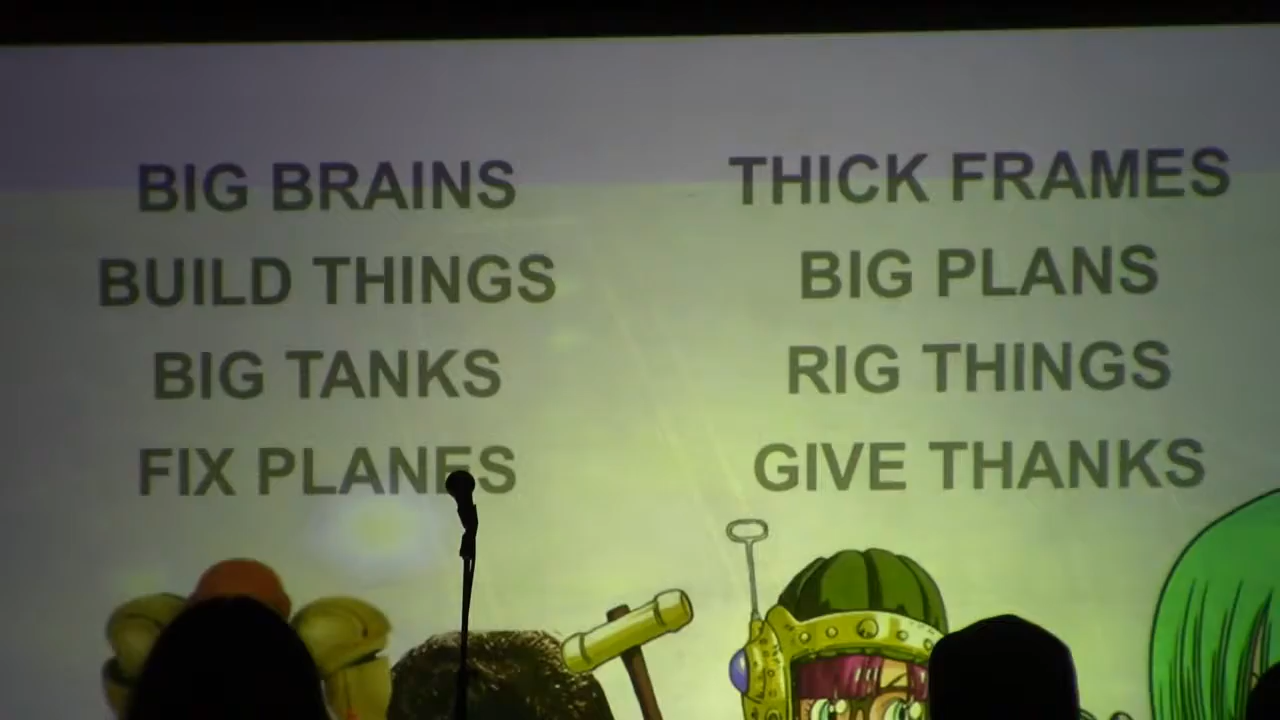 BIG BRAINS
BUILD THINGS
BIG TANKS
FIX PLANES
THICK FRAMES
BIG PLANS
RIG THINGS
GIVE THANKS